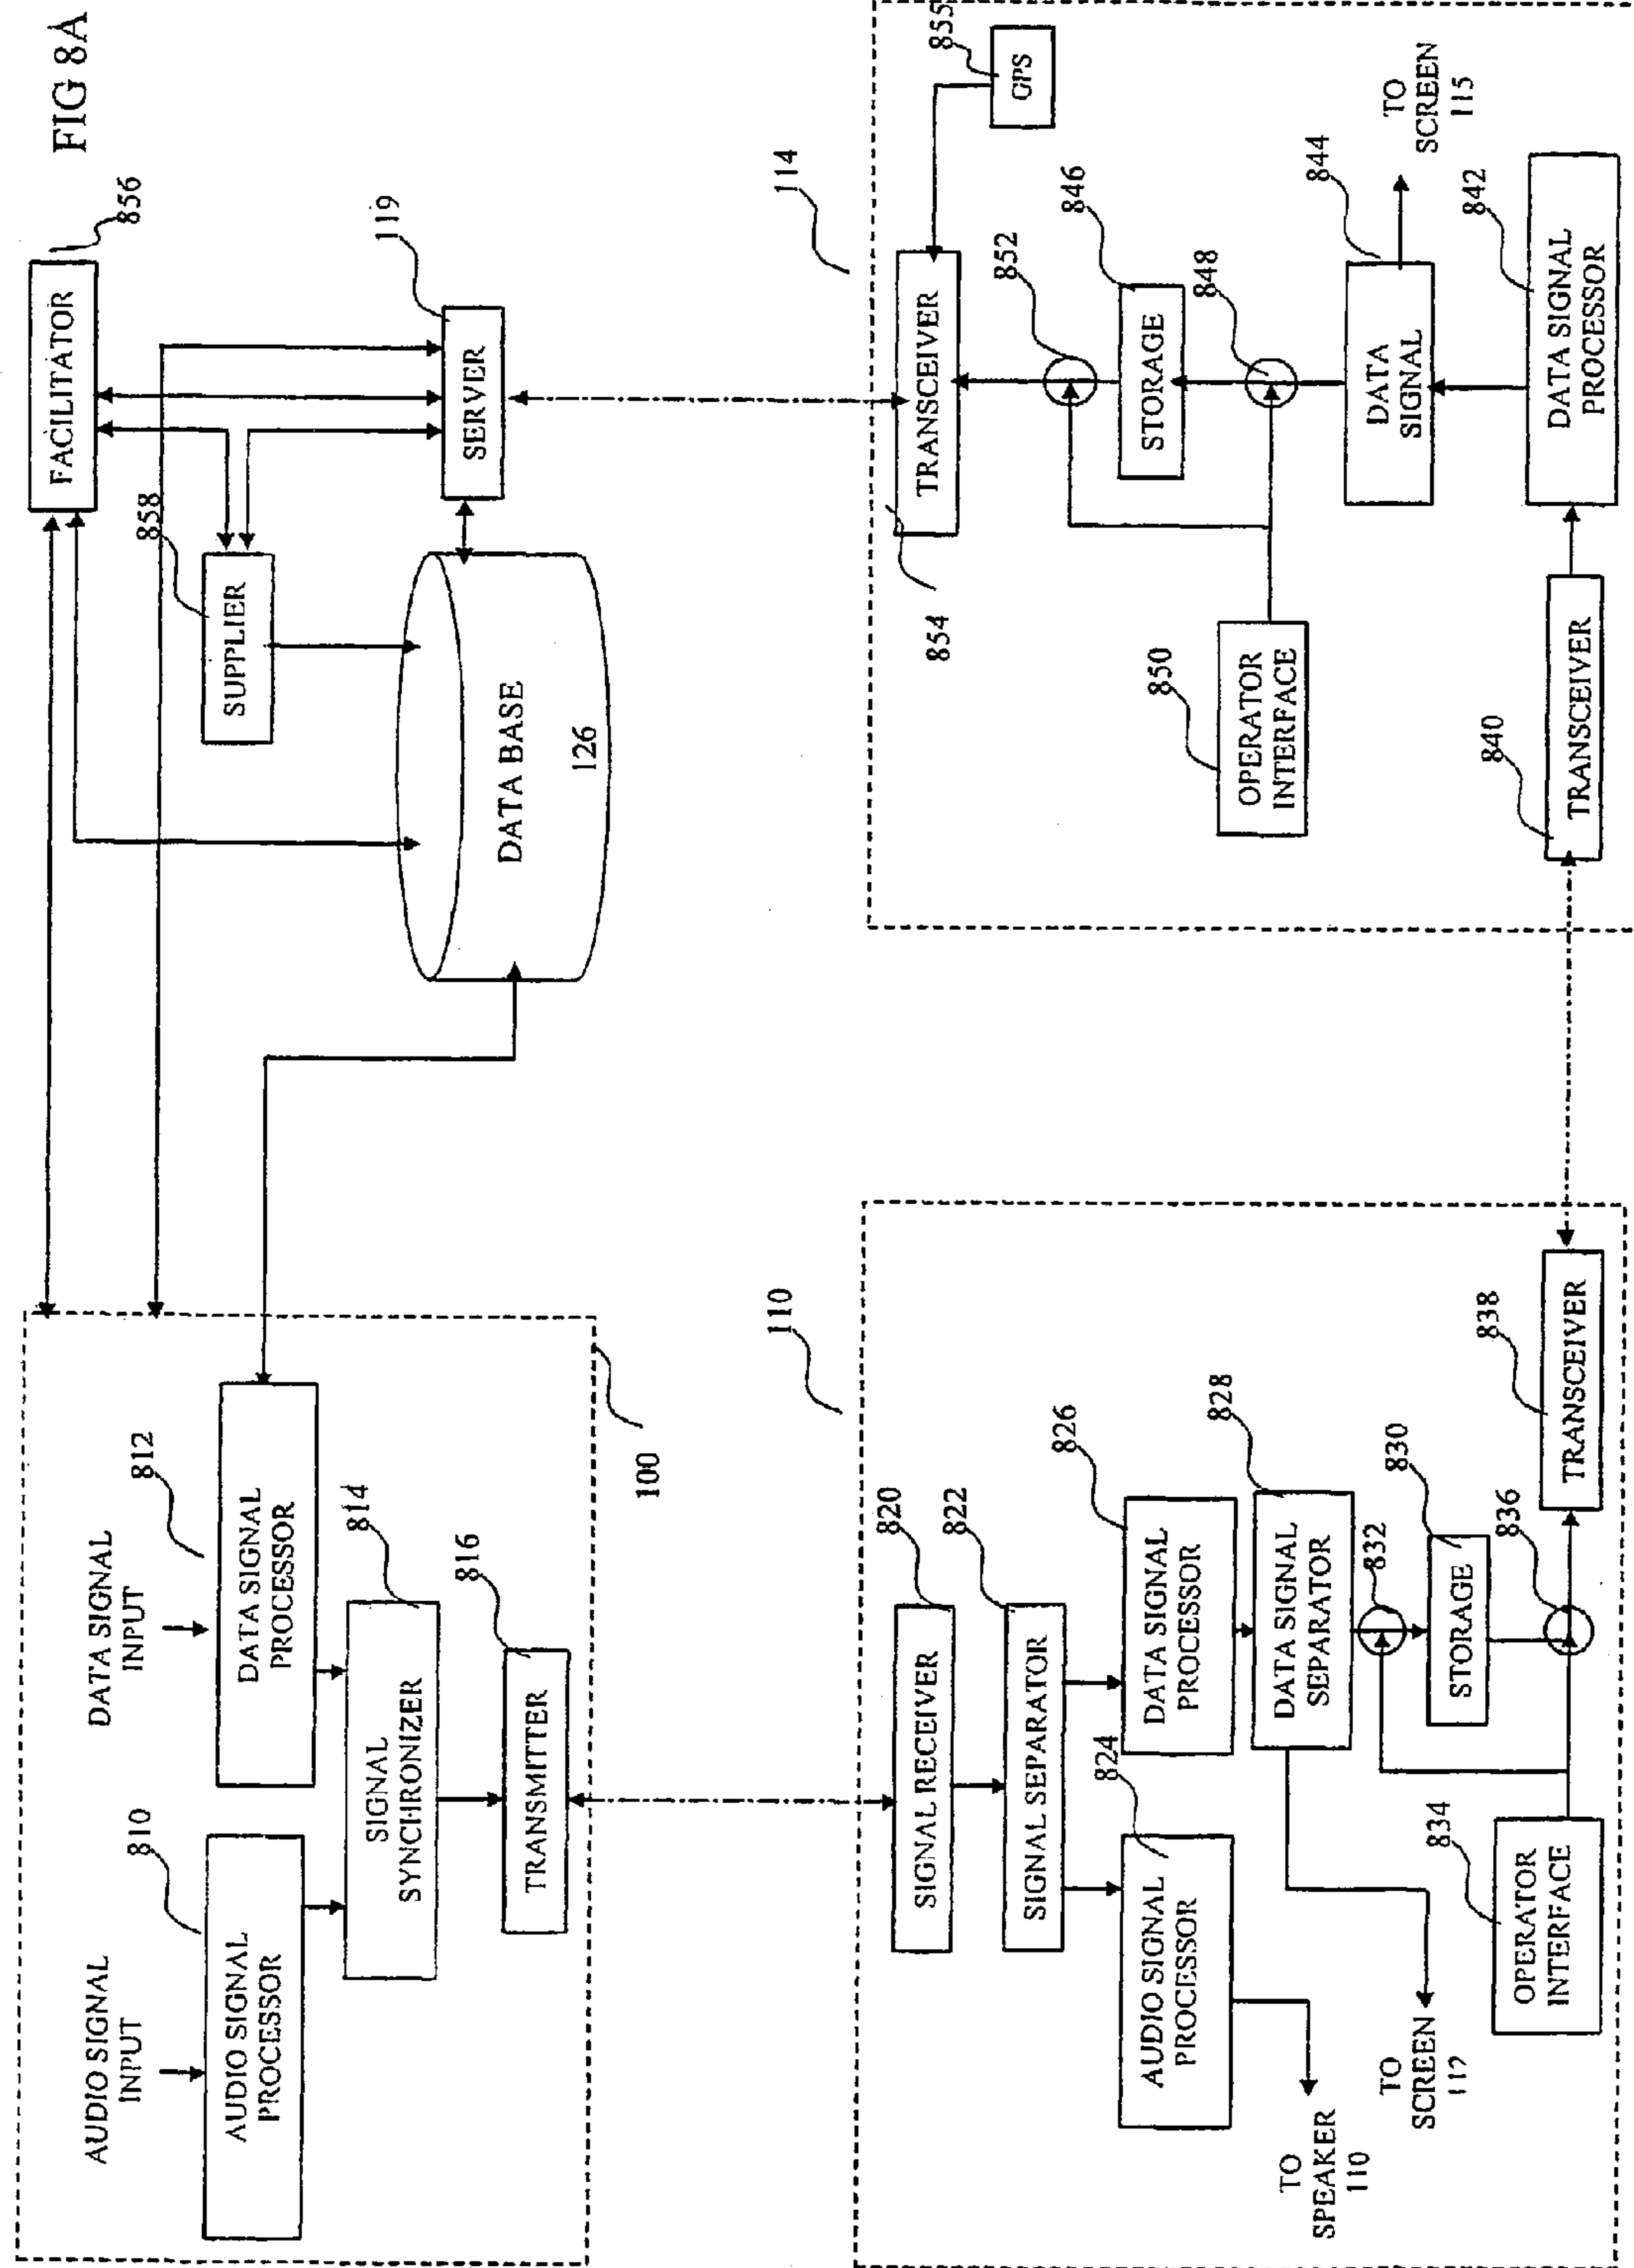 FIG 8A
AUDIO SIGNAL
INPUT
DATA SIGNAL
INPUT
810
AUDIO SIGNAL
PROCESSOR
812
DATA SIGNAL
PROCESSOR
814
SIGNAL
SYNCHRONIZER
816
TRANSMITTER
100
FACILITATOR
856
858
SUPPLIER
119
SERVER
DATA BASE
126
110
820
SIGNAL RECEIVER
822
SIGNAL SEPARATOR
824
AUDIO SIGNAL
PROCESSOR
826
DATA SIGNAL
PROCESSOR
828
DATA SIGNAL
SEPARATOR
832
830
STORAGE
836
834
OPERATOR
INTERFACE
838
TRANSCEIVER
TO
SPEAKER
110
TO
SCREEN
112
114
855
GPS
TRANSCEIVER
854
852
846
STORAGE
848
850
OPERATOR
INTERFACE
844
DATA
SIGNAL
TO
SCREEN
115
842
DATA SIGNAL
PROCESSOR
840
TRANSCEIVER